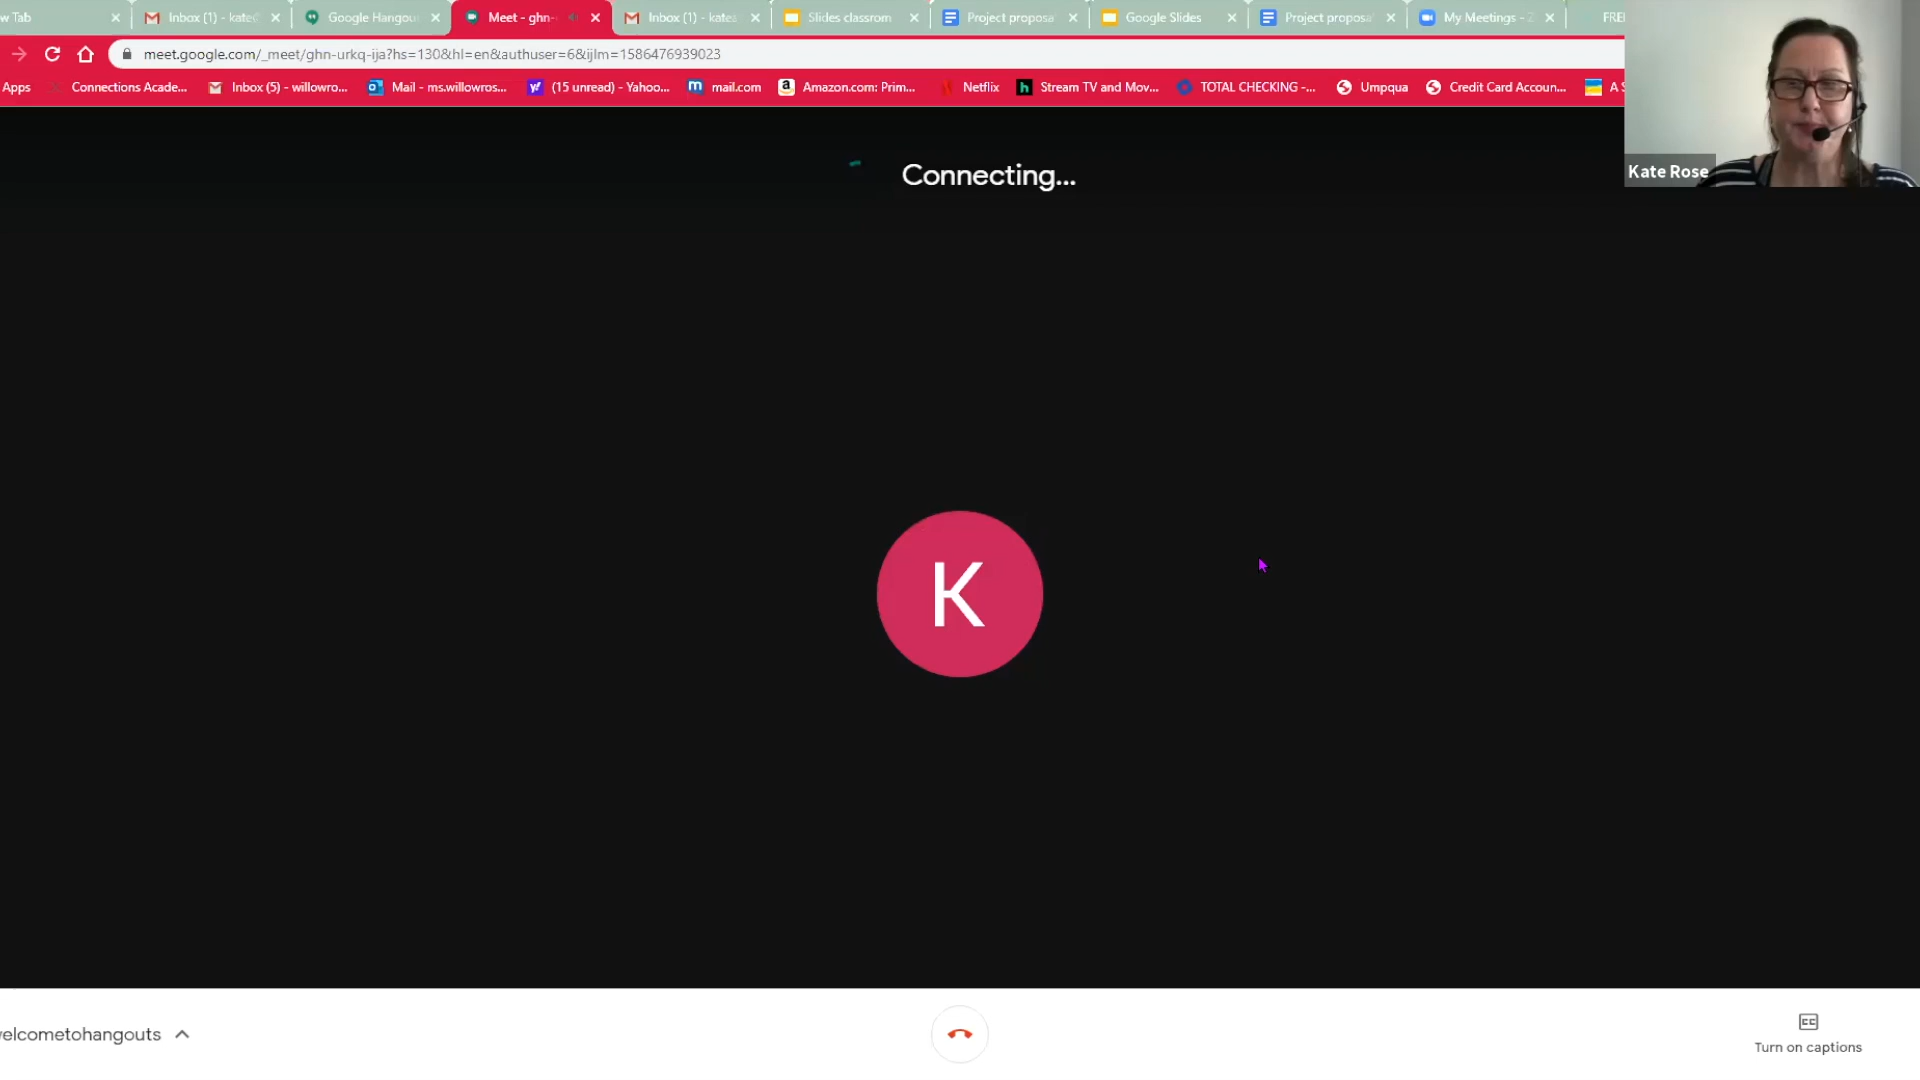 w Tab
Inbox (1) - kate@
Google Hangou
Meet - ghn-
Inbox (1) - katea
Slides classrom
Project proposa
Google Slides
Project proposa
My Meetings - Z
FREE
meet.google.com/_meet/ghn-urkq-ija?hs=130&hl=en&authuser=6&ijlm=1586476939023
Apps
Connections Acade...
Inbox (5) - willowro...
Mail - ms.willowros...
(15 unread) - Yahoo...
mail.com
Amazon.com: Prim...
Netflix
Stream TV and Mov...
TOTAL CHECKING -...
Umpqua
Credit Card Accoun...
A S
Kate Rose
Connecting...
K
welcometohangouts
Turn on captions